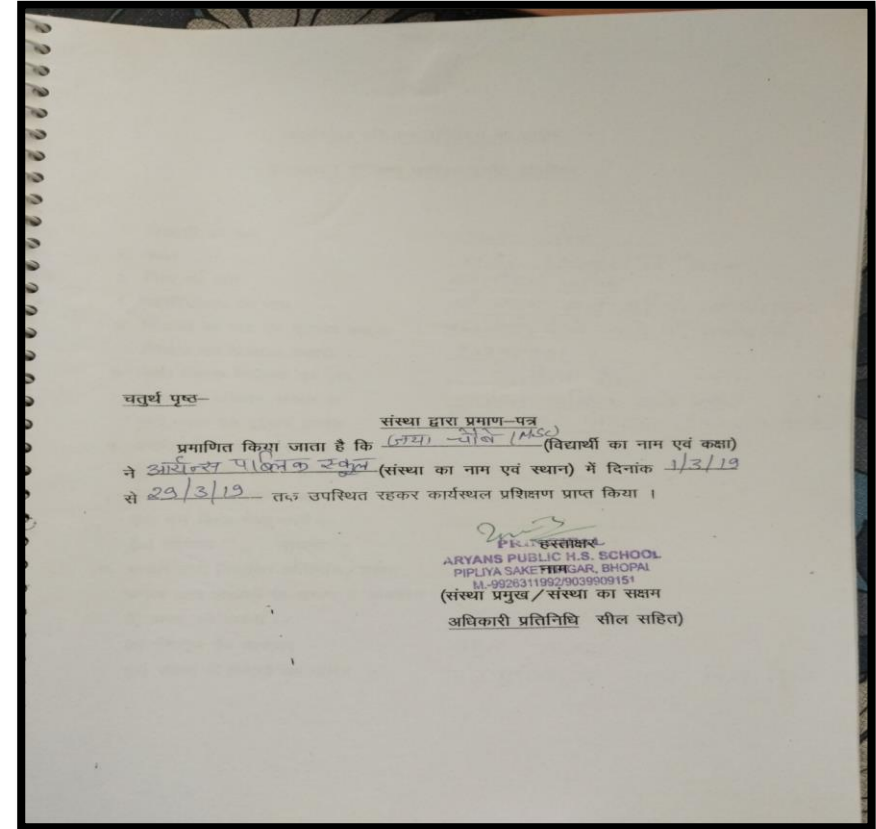 चतुर्थ पृष्ठ–
संस्था द्वारा प्रमाण–पत्र
प्रमाणित किया जाता है कि जया चौबे (MSc) (विद्यार्थी का नाम एवं कक्षा)
ने आर्यन्स पब्लिक स्कूल (संस्था का नाम एवं स्थान) में दिनांक 1/3/19
से 29/3/19 तक उपस्थित रहकर कार्यस्थल प्रशिक्षण प्राप्त किया ।
हस्ताक्षर
ARYANS PUBLIC H.S. SCHOOL
PIPLIYA नाम BHOPAL
M.-9926311992/9039909151
(संस्था प्रमुख / संस्था का सक्षम
अधिकारी प्रतिनिधि सील सहित)